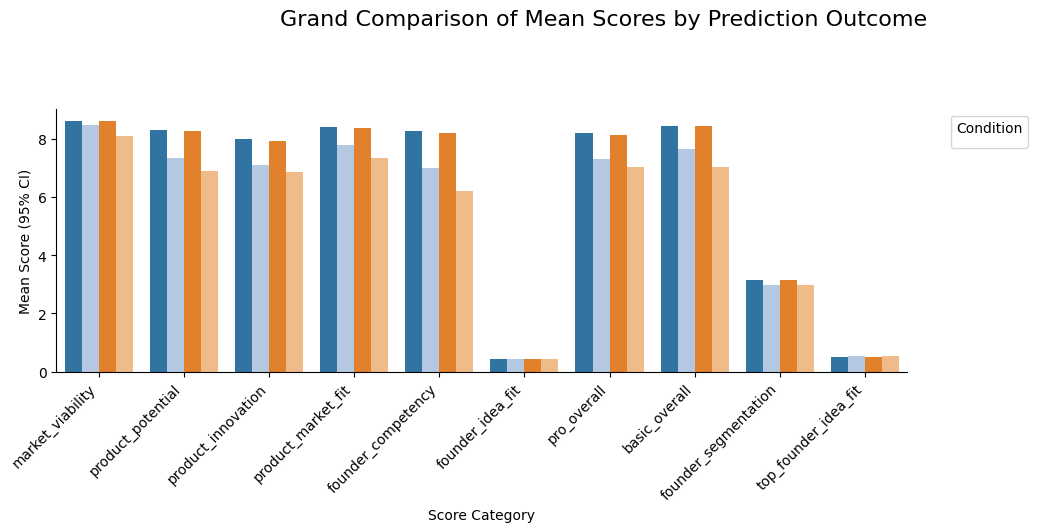 Grand Comparison of Mean Scores by Prediction Outcome
Condition
Mean Score (95% CI)
8
6
4
2
0
market_viability
product_potential
product_innovation
product_market_fit
founder_competency
founder_idea_fit
pro_overall
basic_overall
founder_segmentation
top_founder_idea_fit
Score Category